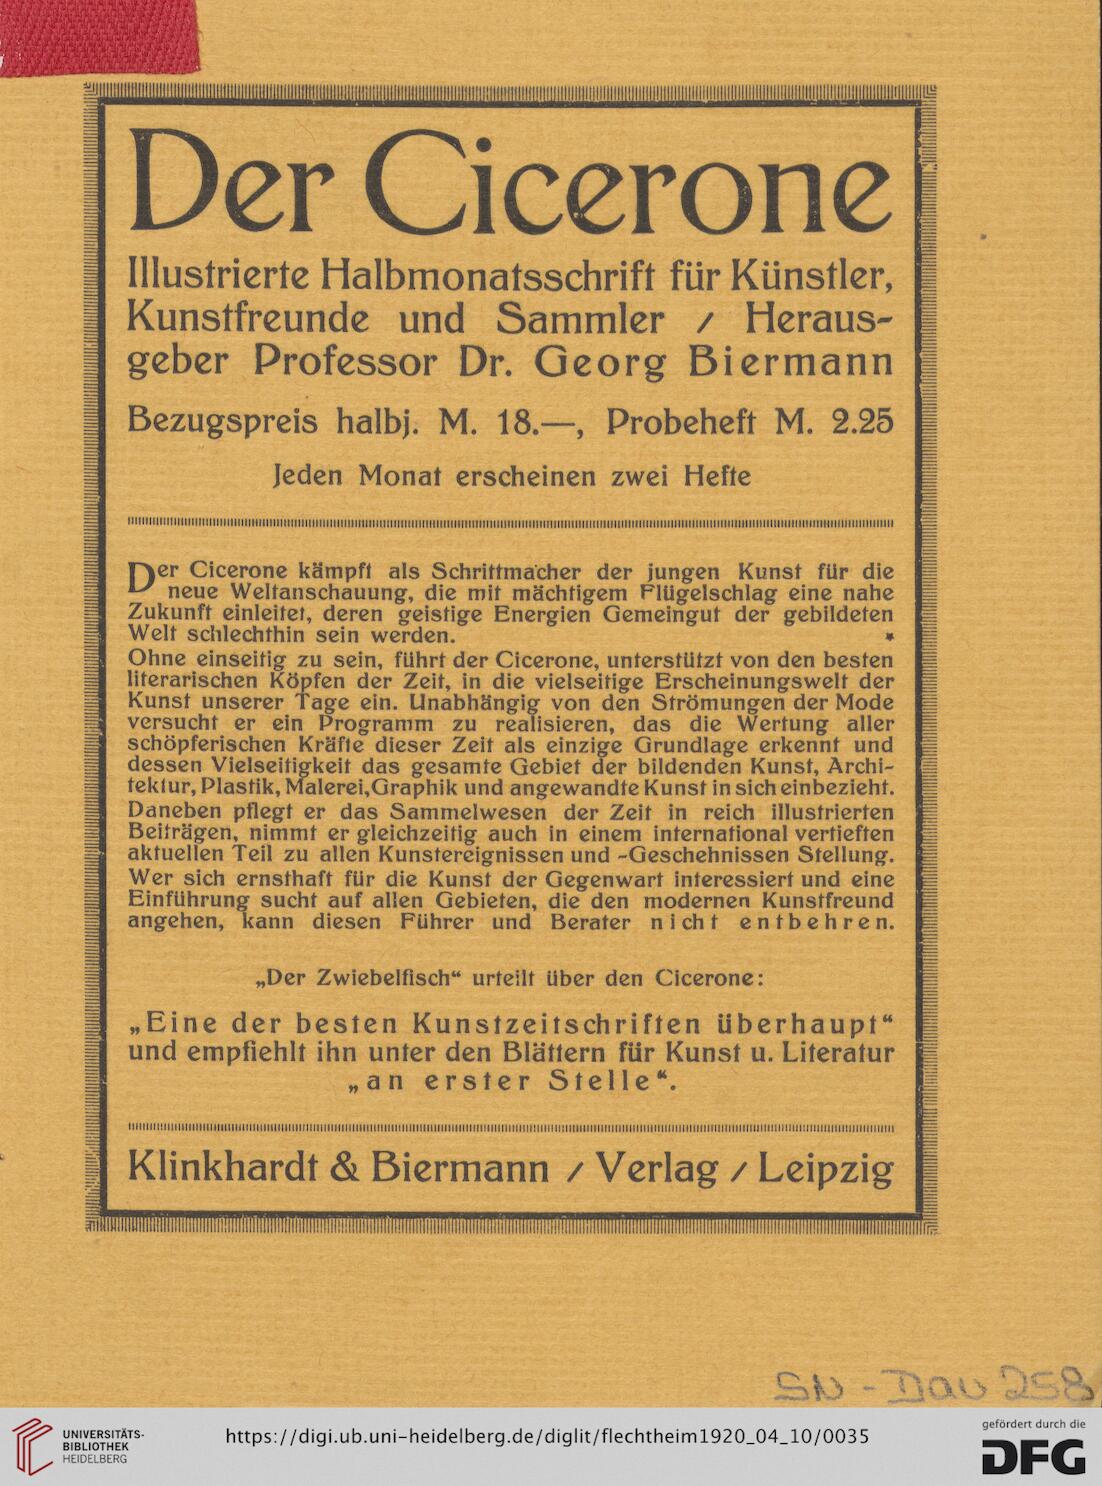 Der Cicerone
Illustrierte Halbmonatsschrift für Künstler,
Kunstfreunde und Sammler / Heraus-
geber Professor Dr. Georg Biermann
Bezugspreis halbj. M. 18.—, Probeheft M. 2.25
Jeden Monat erscheinen zwei Hefte
Der Cicerone kämpft als Schrittmacher der jungen Kunst für die
neue Weltanschauung, die mit mächtigem Flügelschlag eine nahe
Zukunft einleitet, deren geistige Energien Gemeingut der gebildeten
Welt schlechthin sein werden. *
Ohne einseitig zu sein, führt der Cicerone, unterstützt von den besten
literarischen Köpfen der Zeit, in die vielseitige Erscheinungswelt der
Kunst unserer Tage ein. Unabhängig von den Strömungen der Mode
versucht er ein Programm zu realisieren, das die Wertung aller
schöpferischen Kräfte dieser Zeit als einzige Grundlage erkennt und
dessen Vielseitigkeit das gesamte Gebiet der bildenden Kunst, Archi-
tektur, Plastik, Malerei, Graphik und angewandte Kunst in sich einbezieht.
Daneben pflegt er das Sammelwesen der Zeit in reich illustrierten
Beiträgen, nimmt er gleichzeitig auch in einem international vertieften
aktuellen Teil zu allen Kunstereignissen und -Geschehnissen Stellung.
Wer sich ernsthaft für die Kunst der Gegenwart interessiert und eine
Einführung sucht auf allen Gebieten, die den modernen Kunstfreund
angehen, kann diesen Führer und Berater nicht entbehren.
„Der Zwiebelfisch“ urteilt über den Cicerone:
„Eine der besten Kunstzeitschriften überhaupt“
und empfiehlt ihn unter den Blättern für Kunst u. Literatur
„an erster Stelle“.
Klinkhardt & Biermann / Verlag / Leipzig
SN - Dav 258
UNIVERSITÄTS-
BIBLIOTHEK
HEIDELBERG
https://digi.ub.uni-heidelberg.de/diglit/flechtheim1920_04_10/0035
gefördert durch die
DFG